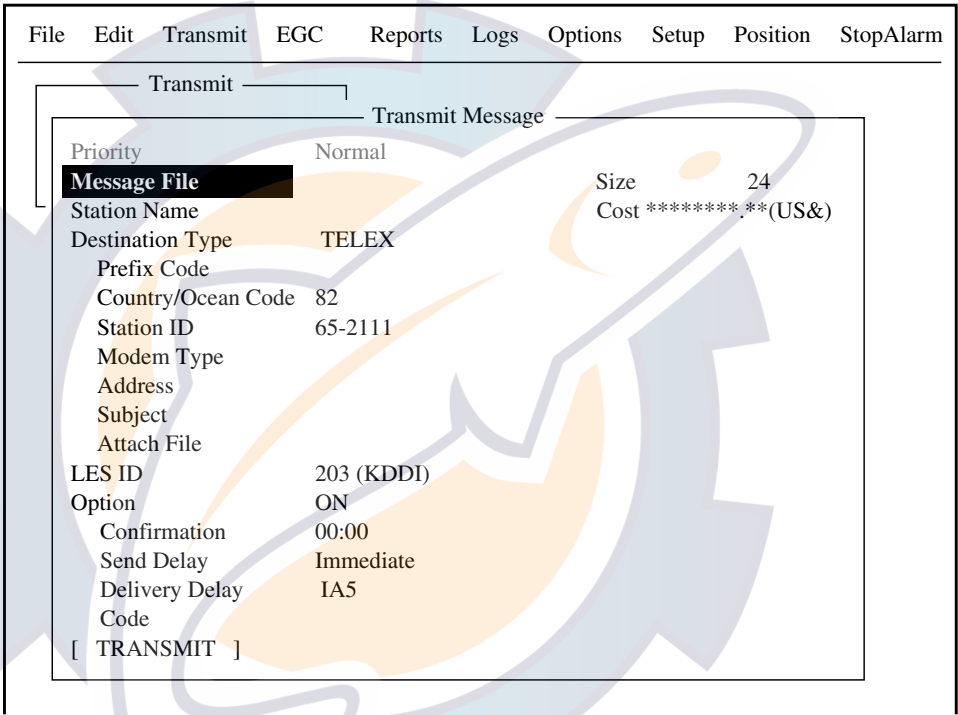 File Edit Transmit EGC Reports Logs Options Setup Position StopAlarm
Transmit
Transmit Message
Priority Normal
Message File Size 24
Station Name Cost ********.**(US&)
Destination Type TELEX
Prefix Code
Country/Ocean Code 82
Station ID 65-2111
Modem Type
Address
Subject
Attach File
LES ID 203 (KDDI)
Option ON
Confirmation 00:00
Send Delay Immediate
Delivery Delay IA5
Code
[ TRANSMIT ]